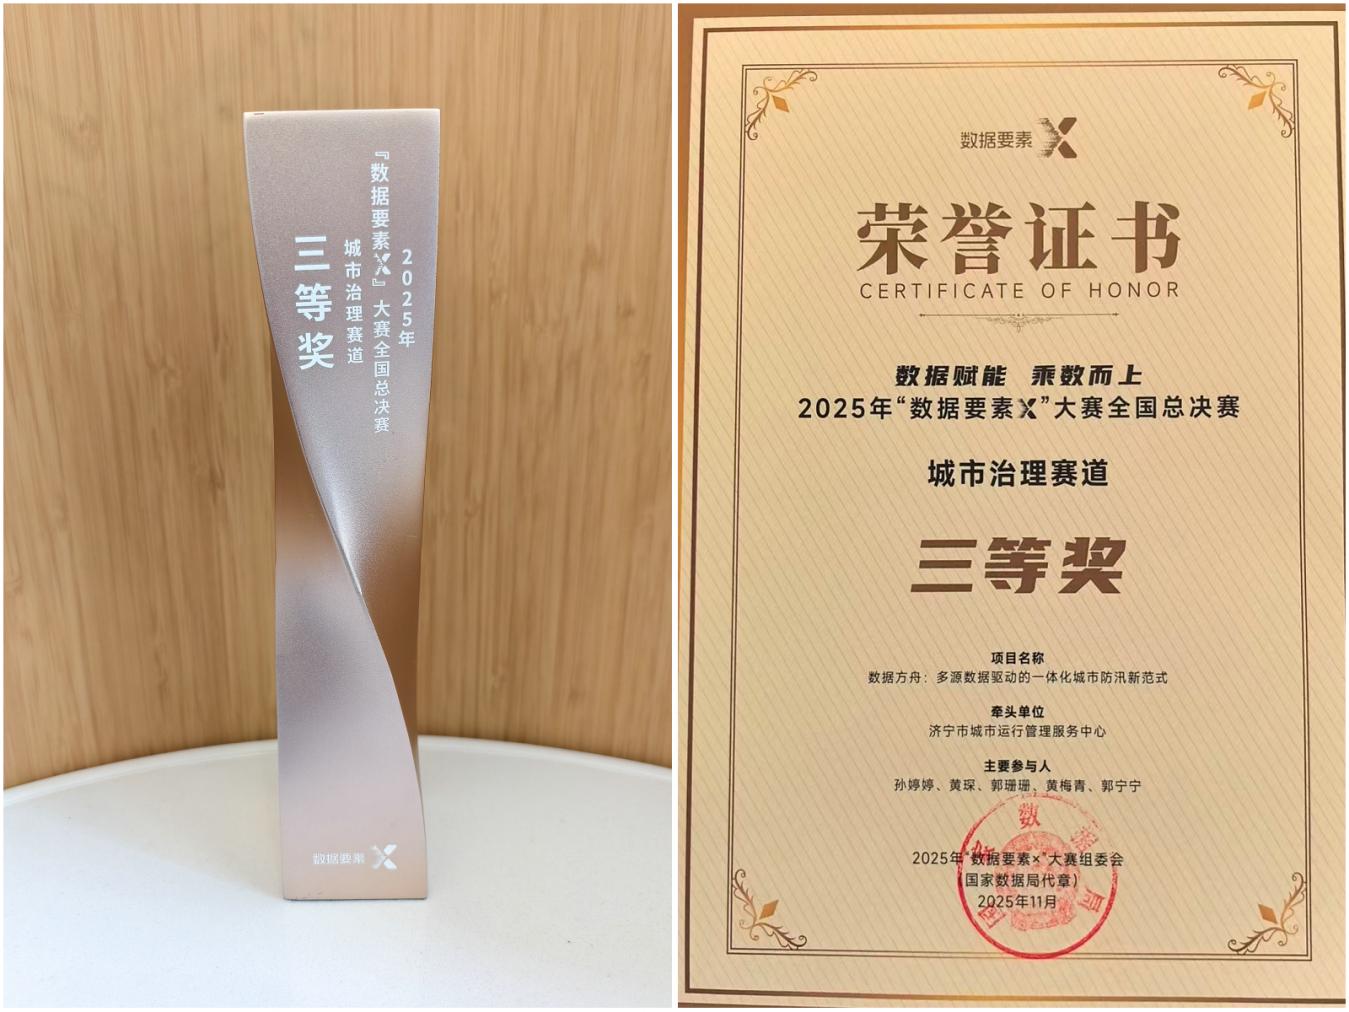 2025年
『数据要素X』大赛全国总决赛
城市治理赛道
三等奖
数据要素X
数据要素X
荣誉证书
CERTIFICATE OF HONOR
数据赋能 乘数而上
2025年“数据要素X”大赛全国总决赛
城市治理赛道
三等奖
项目名称
数据方舟：多源数据驱动的一体化城市防汛新范式
牵头单位
济宁市城市运行管理服务中心
主要参与人
孙婷婷、黄琛、郭珊珊、黄梅青、郭宁宁
2025年“数据要素×”大赛组委会
（国家数据局代章）
2025年11月
国家数据局